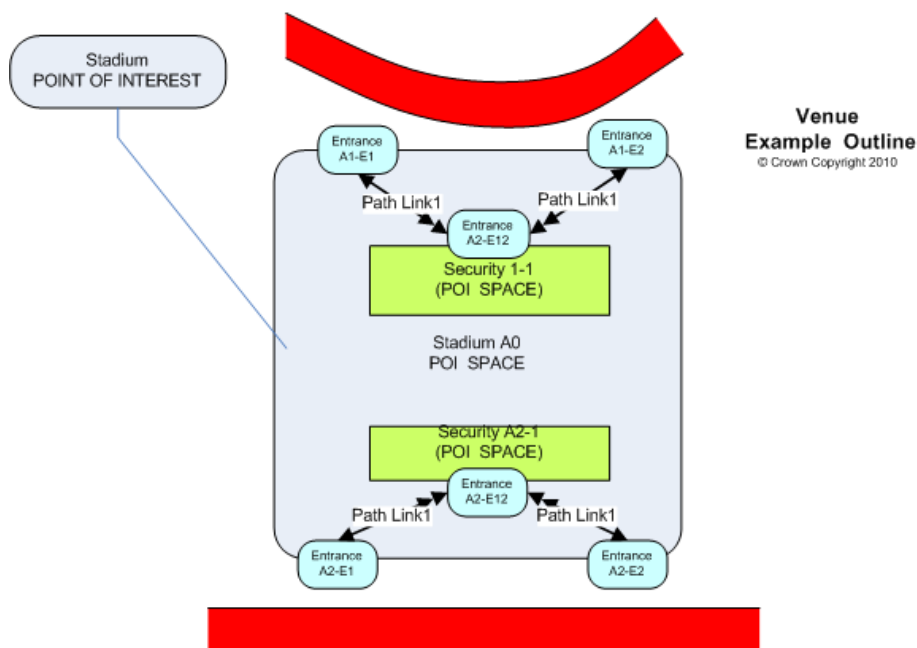 Stadium
POINT OF INTEREST
Venue
Example Outline
© Crown Copyright 2010
Entrance
A1-E1
Entrance
A1-E2
Path Link1
Path Link1
Entrance
A2-E12
Security 1-1
(POI SPACE)
Stadium A0
POI SPACE
Security A2-1
(POI SPACE)
Entrance
A2-E12
Path Link1
Path Link1
Entrance
A2-E1
Entrance
A2-E2